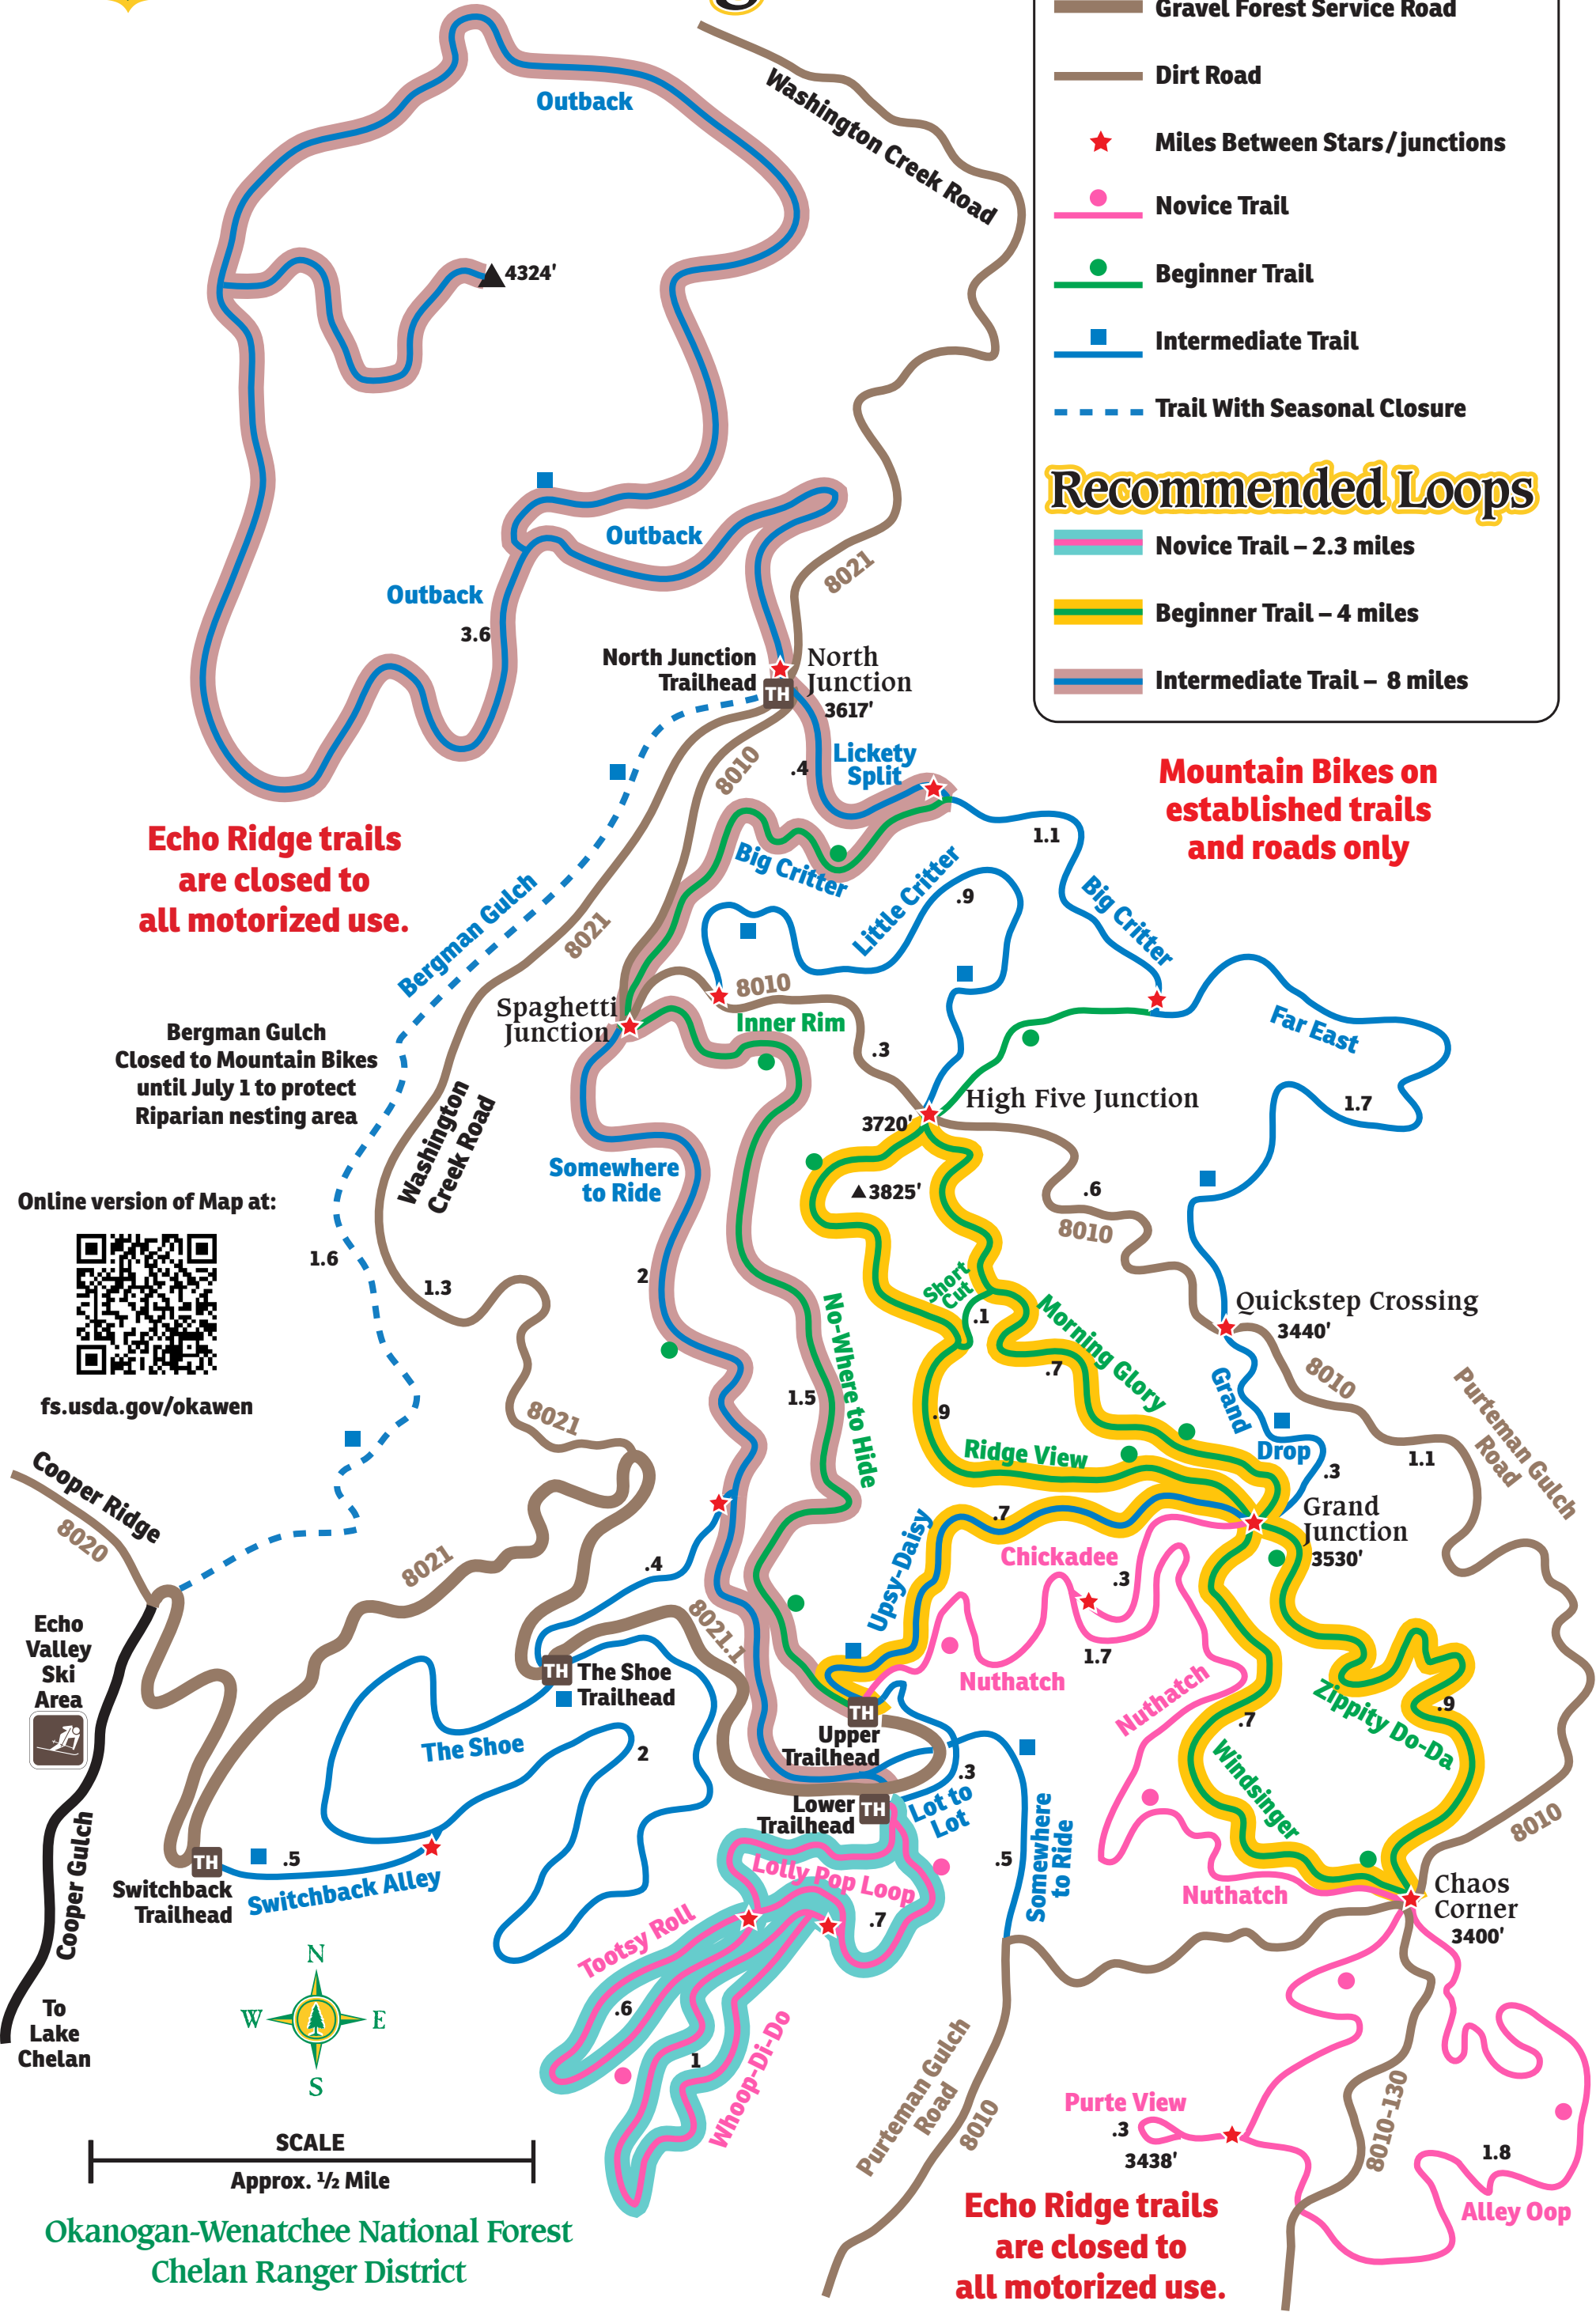 Gravel Forest Service Road
Dirt Road
Miles Between Stars/junctions
Novice Trail
Beginner Trail
Intermediate Trail
Trail With Seasonal Closure
Recommended Loops
Novice Trail – 2.3 miles
Beginner Trail – 4 miles
Intermediate Trail – 8 miles
Outback
Washington Creek Road
4324'
Outback
8021
Outback
3.6
North Junction
Trailhead
TH
North
Junction
3617'
Lickety
Split
.4
8010
Mountain Bikes on
established trails
and roads only
Echo Ridge trails
are closed to
all motorized use.
1.1
Big Critter
Little Critter
.9
Big Critter
Bergman Gulch
8021
8010
Spaghetti
Junction
Inner Rim
Far East
Bergman Gulch
Closed to Mountain Bikes
until July 1 to protect
Riparian nesting area
.3
High Five Junction
3720'
1.7
Washington
Creek Road
Somewhere
to Ride
3825'
.6
8010
Online version of Map at:
1.6
1.3
2
Short
Cut
.1
No-Where to Hide
Morning Glory
Quickstep Crossing
3440'
fs.usda.gov/okawen
8021
1.5
.9
.7
Ridge View
Grand
Drop
.3
8010
1.1
Purteman Gulch
Road
Cooper Ridge
8020
8021
.4
8021.1
Upsy-Daisy
.7
Grand
Junction
3530'
Chickadee
.3
1.7
Echo
Valley
Ski
Area
TH
The Shoe
Trailhead
Nuthatch
Nuthatch
Zippity Do-Da
.9
.7
Windsinger
The Shoe
2
TH
Upper
Trailhead
.3
Lot to
Lot
Lower
Trailhead
TH
Somewhere
to Ride
.5
8010
Cooper Gulch
TH
.5
Switchback
Trailhead
Switchback Alley
Lolly Pop Loop
.7
Nuthatch
Chaos
Corner
3400'
Tootsy Roll
.6
1
Whoop-Di-Do
To
Lake
Chelan
N
W
E
S
Purteman Gulch
Road
8010
Purte View
.3
3438'
8010-130
1.8
Alley Oop
SCALE
Approx. ½ Mile
Okanogan-Wenatchee National Forest
Chelan Ranger District
Echo Ridge trails
are closed to
all motorized use.